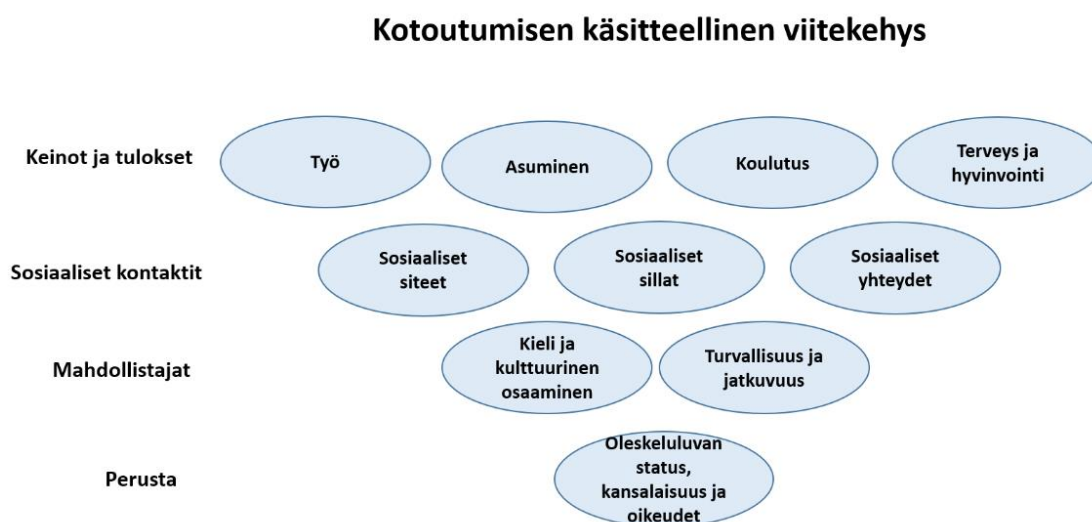 Kotoutumisen käsitteellinen viitekehys
Keinot ja tulokset
Työ
Asuminen
Koulutus
Terveys ja
hyvinvointi
Sosiaaliset kontaktit
Sosiaaliset
siteet
Sosiaaliset
sillat
Sosiaaliset
yhteydet
Mahdollistajat
Kieli ja
kulttuurinen
osaaminen
Turvallisuus ja
jatkuvuus
Perusta
Oleskeluluvan
status,
kansalaisuus ja
oikeudet